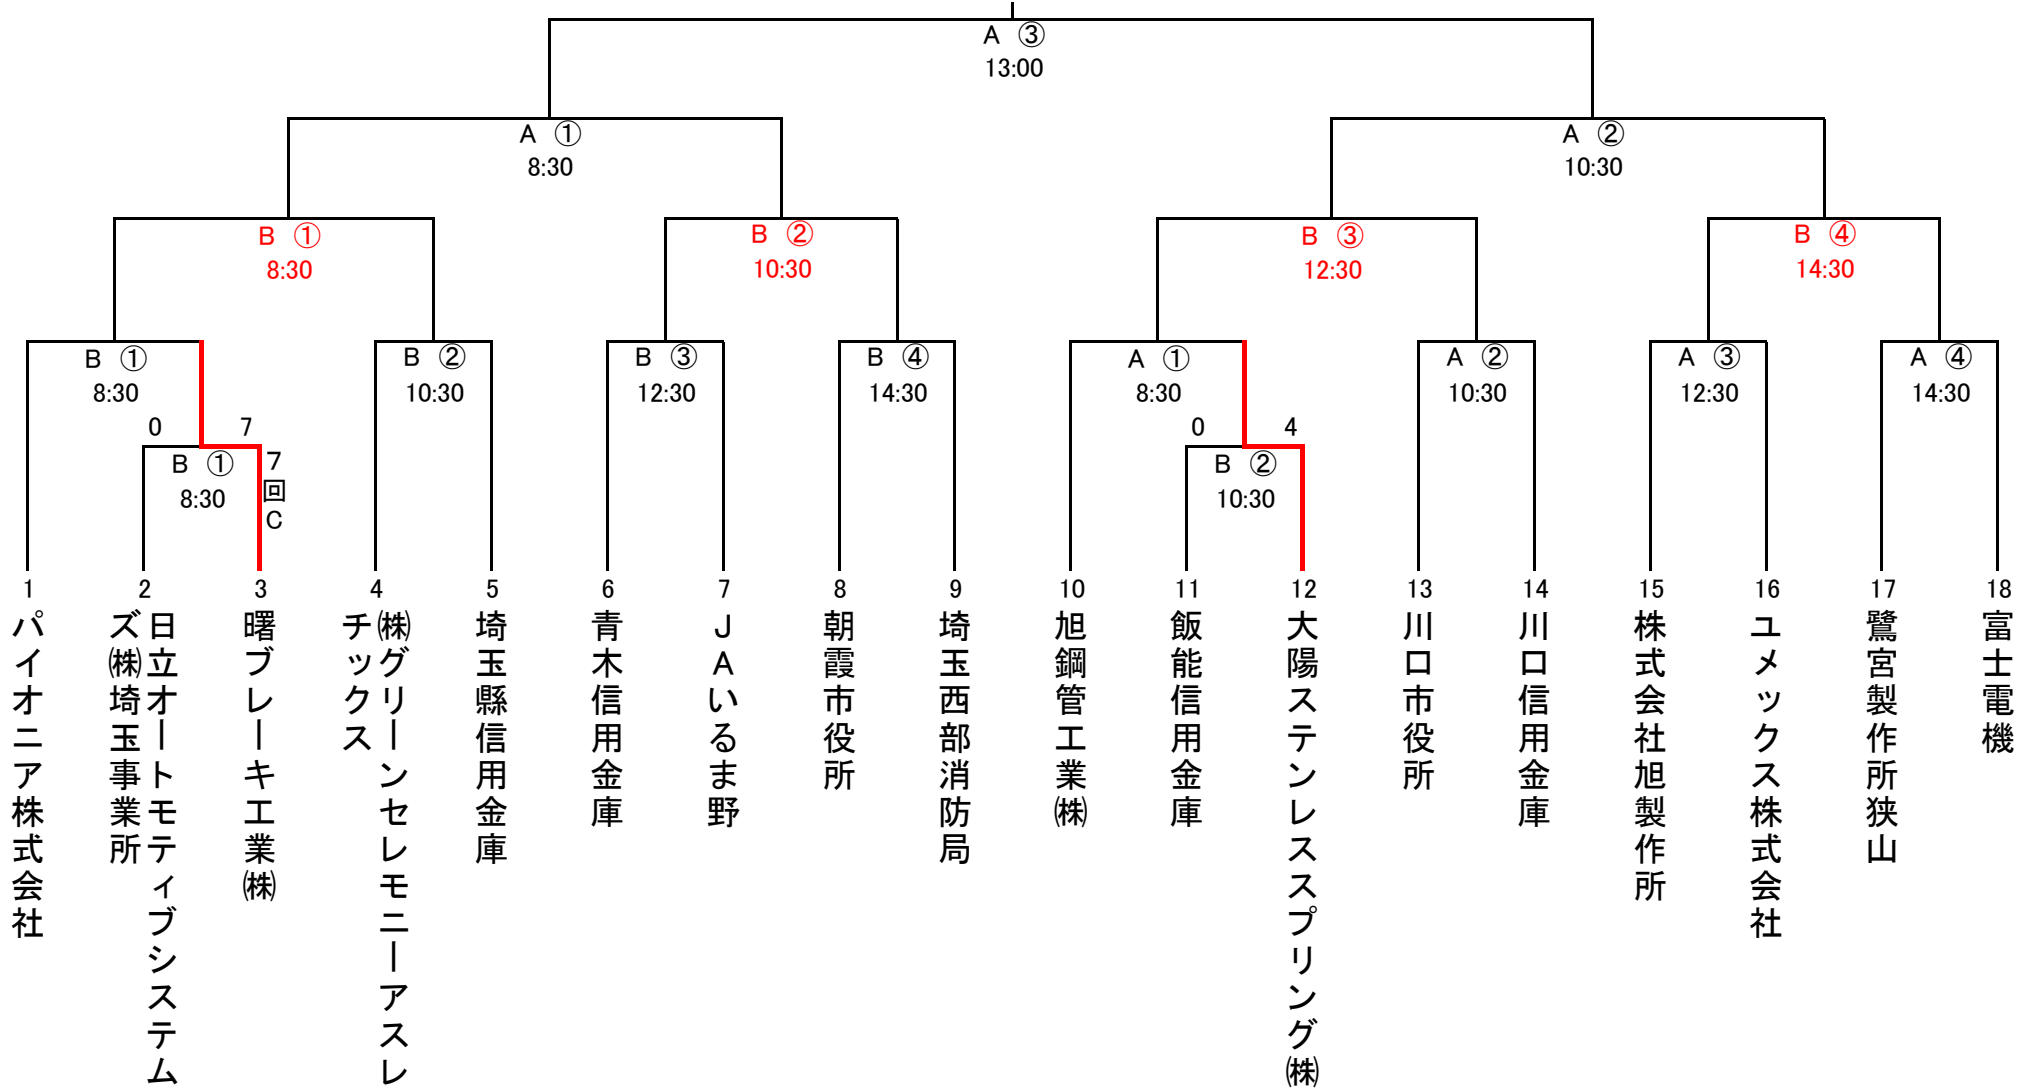 A ③
13:00
A ①
8:30
A ②
10:30
B ①
8:30
B ②
10:30
B ③
12:30
B ④
14:30
B ①
8:30
B ②
10:30
B ③
12:30
B ④
14:30
A ①
8:30
A ②
10:30
A ③
12:30
A ④
14:30
0 7
B ①
8:30
7回C
0 4
B ②
10:30
1
パイオニア株式会社
2
日立オートモティブシステム
ズ㈱埼玉事業所
3
曙ブレーキ工業㈱
4
㈱グリーンセレモニーアスレ
チックス
5
埼玉縣信用金庫
6
青木信用金庫
7
JAいるま野
8
朝霞市役所
9
埼玉西部消防局
10
旭鋼管工業㈱
11
飯能信用金庫
12
大陽ステンレススプリング㈱
13
川口市役所
14
川口信用金庫
15
株式会社旭製作所
16
ユメックス株式会社
17
鷺宮製作所狭山
18
富士電機